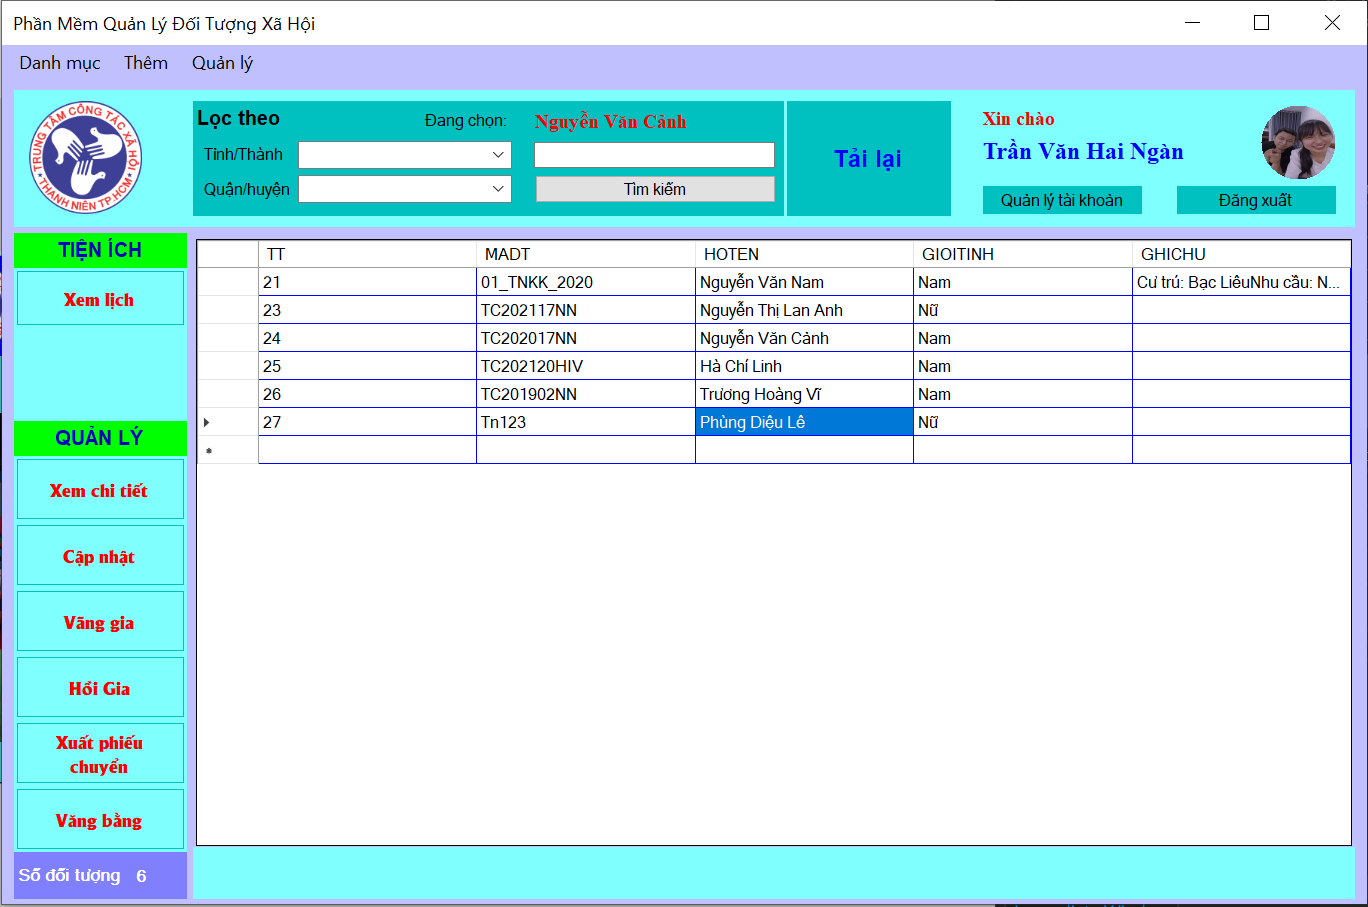 Phần Mềm Quản Lý Đối Tượng Xã Hội
Danh mục Thêm Quản lý
TRUNG TÂM CÔNG TÁC XÃ HỘI
THANH NIÊN TP.HCM
Lọc theo
Đang chọn: Nguyễn Văn Cảnh
Tỉnh/Thành
Quận/huyện
Tìm kiếm
Tải lại
Xin chào
Trần Văn Hai Ngàn
Quản lý tài khoản
Đăng xuất
TIỆN ÍCH
Xem lịch
QUẢN LÝ
Xem chi tiết
Cập nhật
Vãng gia
Hồi Gia
Xuất phiếu
chuyển
Văng bằng
Số đối tượng 6
TT MADT HOTEN GIOITINH GHICHU
21 01_TNKK_2020 Nguyễn Văn Nam Nam Cư trú: Bạc LiêuNhu cầu: N...
23 TC202117NN Nguyễn Thị Lan Anh Nữ
24 TC202017NN Nguyễn Văn Cảnh Nam
25 TC202120HIV Hà Chí Linh Nam
26 TC201902NN Trương Hoàng Vĩ Nam
27 Tn123 Phùng Diệu Lê Nữ